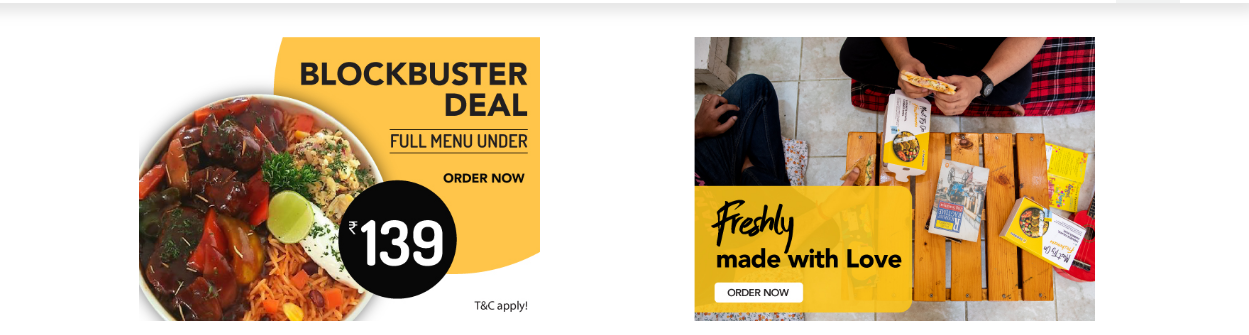 BLOCKBUSTER
DEAL
FULL MENU UNDER
ORDER NOW
₹139
T&C apply!
Freshly
made with Love
ORDER NOW